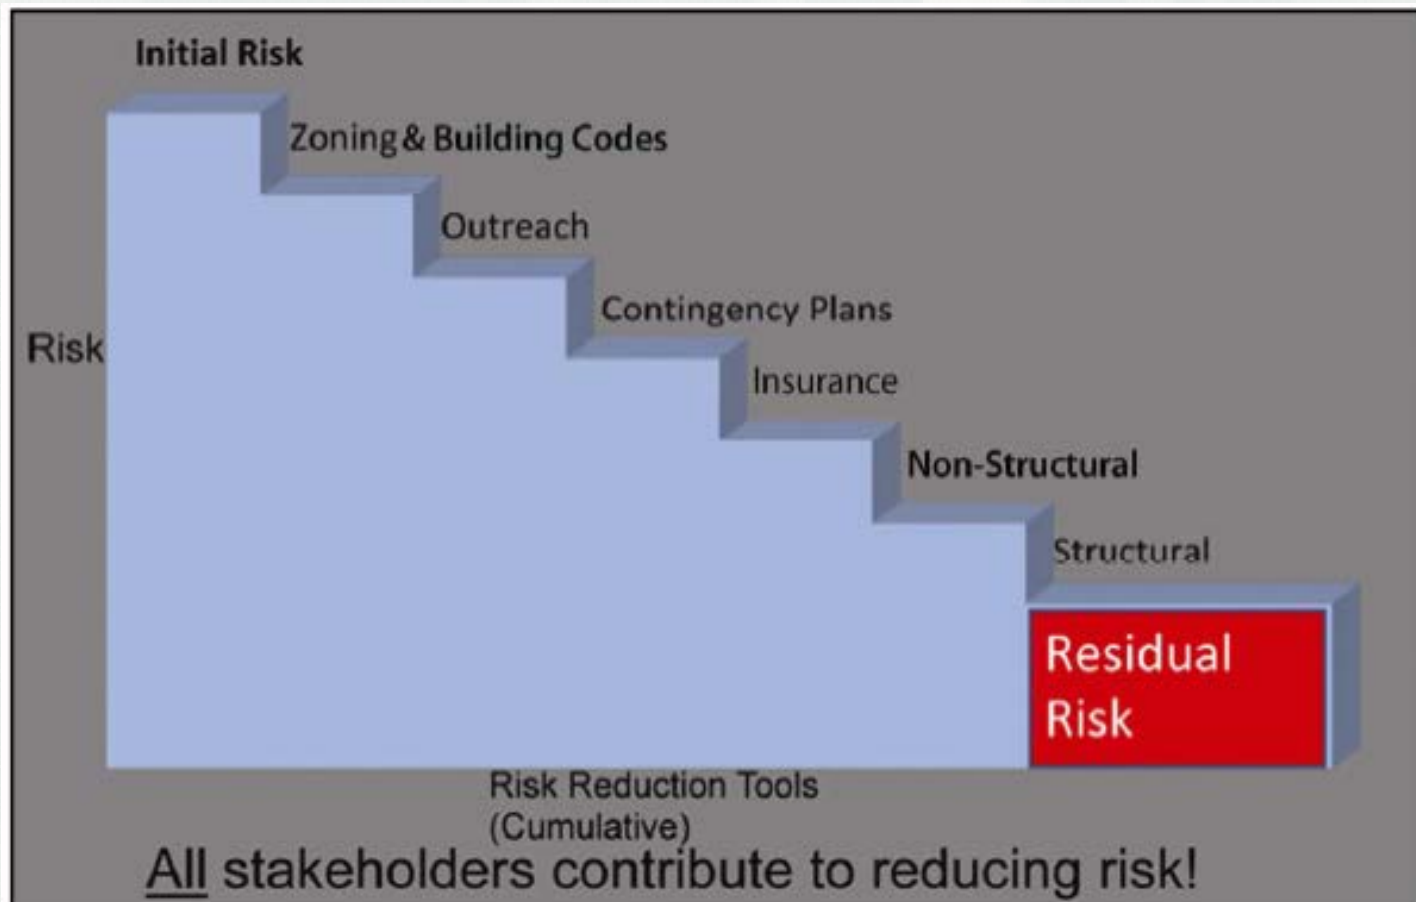 Initial Risk
Zoning & Building Codes
Outreach
Contingency Plans
Risk
Insurance
Non-Structural
Structural
Residual
Risk
Risk Reduction Tools
(Cumulative)
All stakeholders contribute to reducing risk!